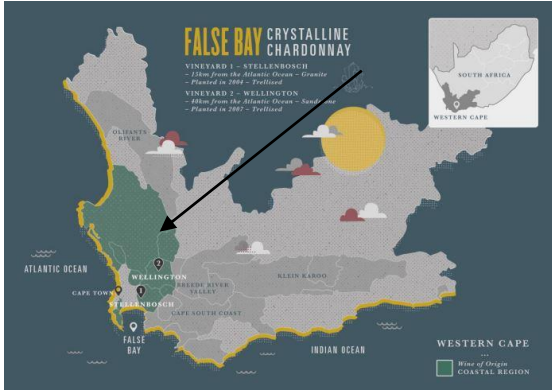 FALSE BAY CRYSTALLINE CHARDONNAY
VINEYARD 1 – STELLENBOSCH
– 15km from the Atlantic Ocean – Granite
– Planted in 2004 – Trellised
VINEYARD 2 – WELLINGTON
– 40km from the Atlantic Ocean – Sandstone
– Planted in 2007 – Trellised
SOUTH AFRICA
WESTERN CAPE
OLIFANTS
RIVER
ATLANTIC OCEAN
2
WELLINGTON
KLEIN KAROO
CAPE TOWN
1
BREEDE RIVER
VALLEY
STELLENBOSCH
CAPE SOUTH COAST
FALSE
BAY
INDIAN OCEAN
WESTERN CAPE
Wine of Origin
COASTAL REGION